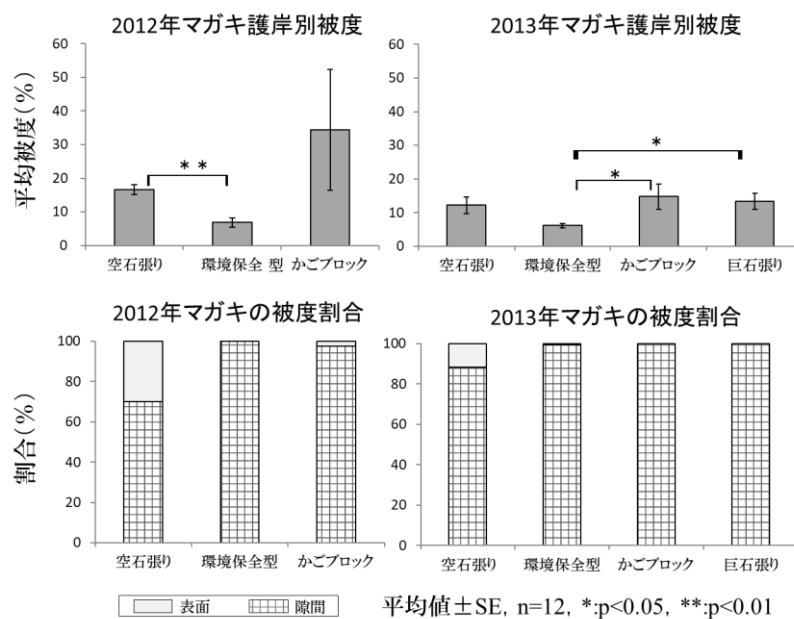 2012年マガキ護岸別被度
平均被度(%)
60
50
40
30
20
10
0
**
空石張り 環境保全 型 かごブロック
2013年マガキ護岸別被度
60
50
40
30
20
10
0
*
*
空石張り 環境保全型 かごブロック 巨石張り
2012年マガキの被度割合
割合(%)
100
80
60
40
20
0
空石張り 環境保全型 かごブロック
2013年マガキの被度割合
100
80
60
40
20
0
空石張り 環境保全型 かごブロック 巨石張り
表面 隙間
平均値±SE, n=12, *:p<0.05, **:p<0.01